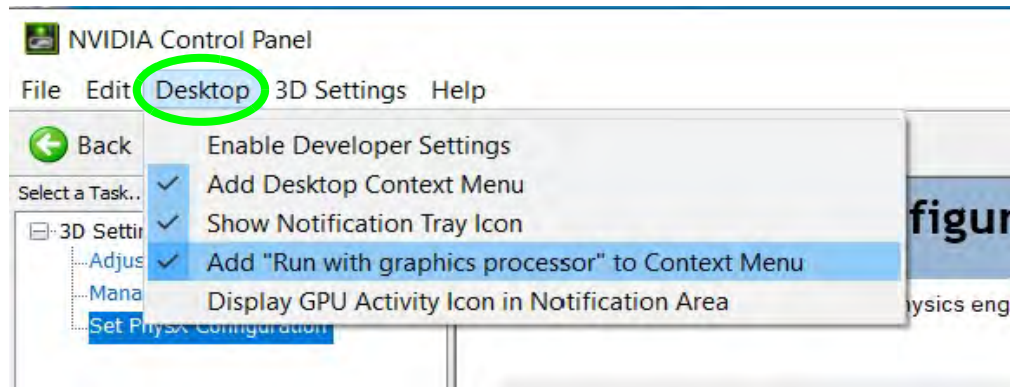 NVIDIA Control Panel
File Edit Desktop 3D Settings Help
Back
Enable Developer Settings
Select a Task..
Add Desktop Context Menu
3D Settin
Show Notification Tray Icon
figur
Adjus
Add "Run with graphics processor" to Context Menu
Mana
Display GPU Activity Icon in Notification Area
ysics eng
Set PhysX Configuration